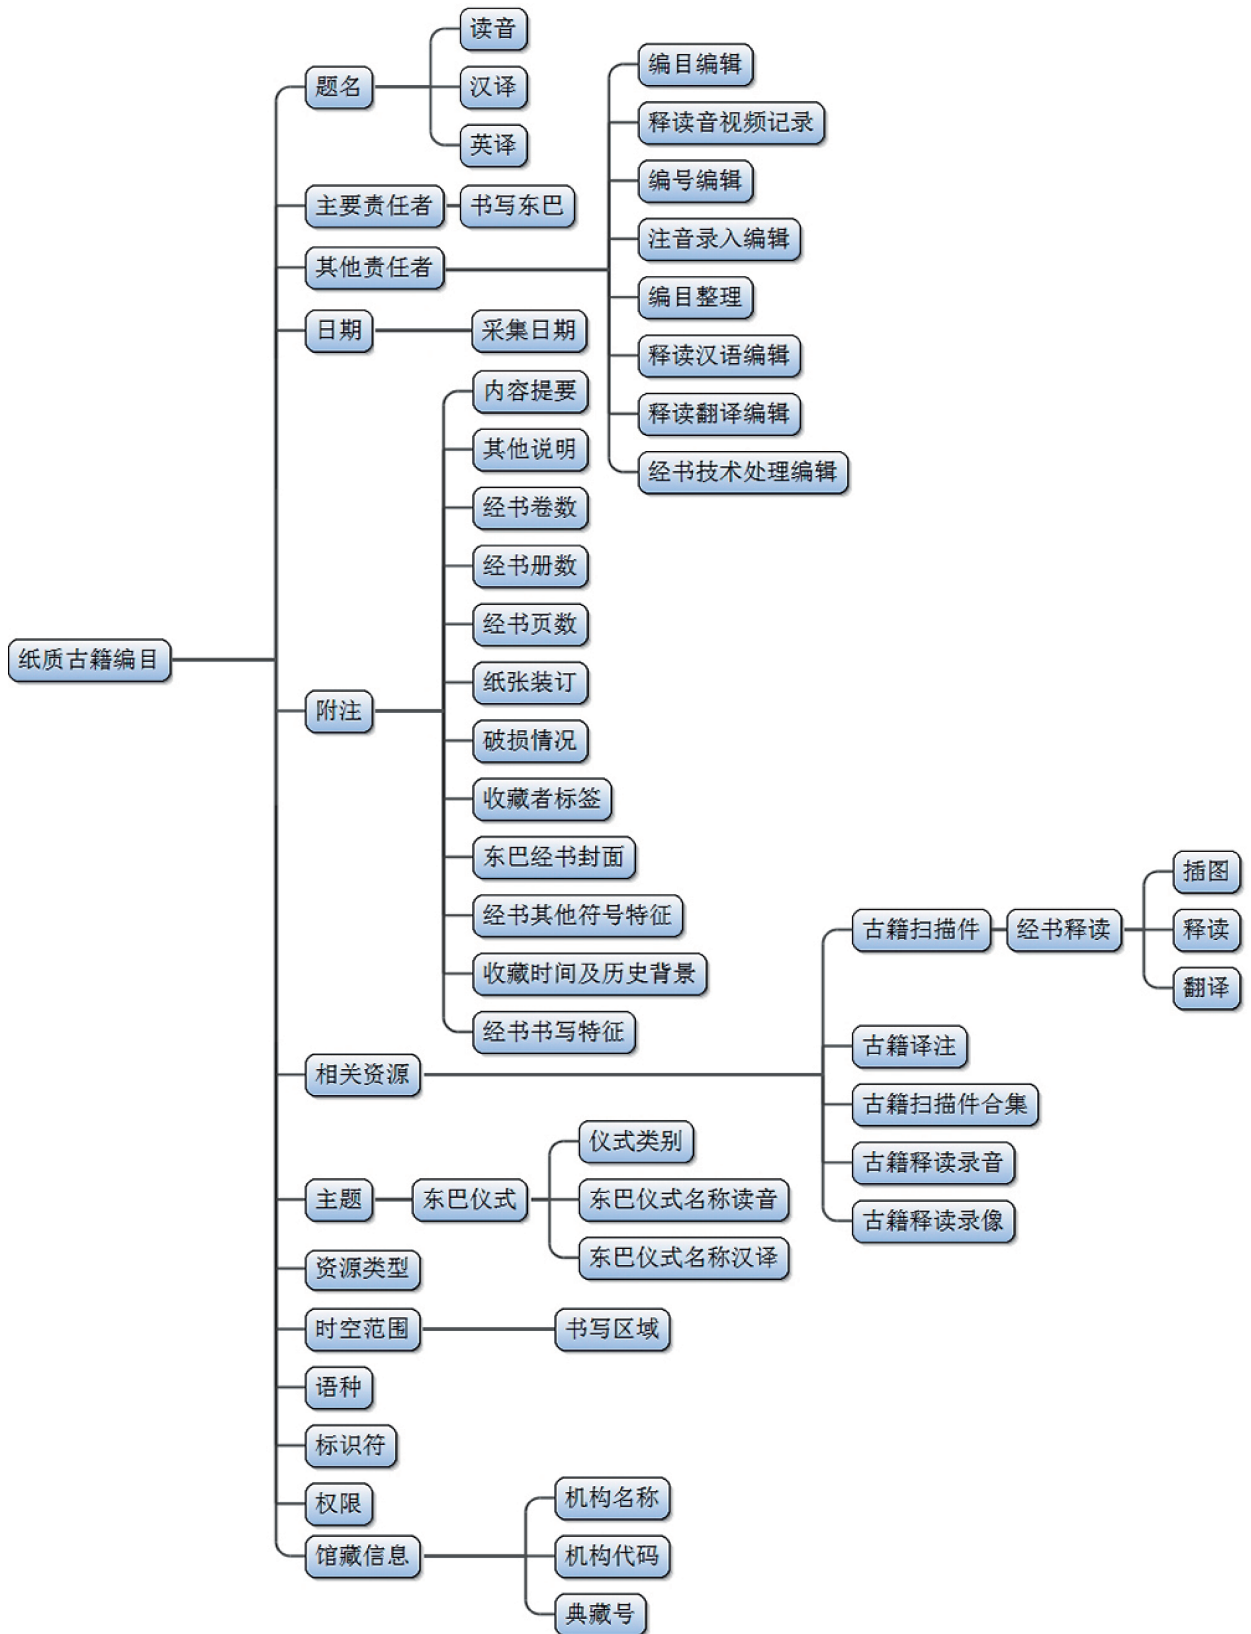 纸质古籍编目
题名
读音
汉译
英译
主要责任者
书写东巴
其他责任者
编目编辑
释读音视频记录
编号编辑
注音录入编辑
编目整理
释读汉语编辑
释读翻译编辑
经书技术处理编辑
日期
采集日期
附注
内容提要
其他说明
经书卷数
经书册数
经书页数
纸张装订
破损情况
收藏者标签
东巴经书封面
经书其他符号特征
收藏时间及历史背景
经书书写特征
相关资源
古籍扫描件
经书释读
插图
释读
翻译
古籍译注
古籍扫描件合集
古籍释读录音
古籍释读录像
主题
东巴仪式
仪式类别
东巴仪式名称读音
东巴仪式名称汉译
资源类型
时空范围
书写区域
语种
标识符
权限
馆藏信息
机构名称
机构代码
典藏号